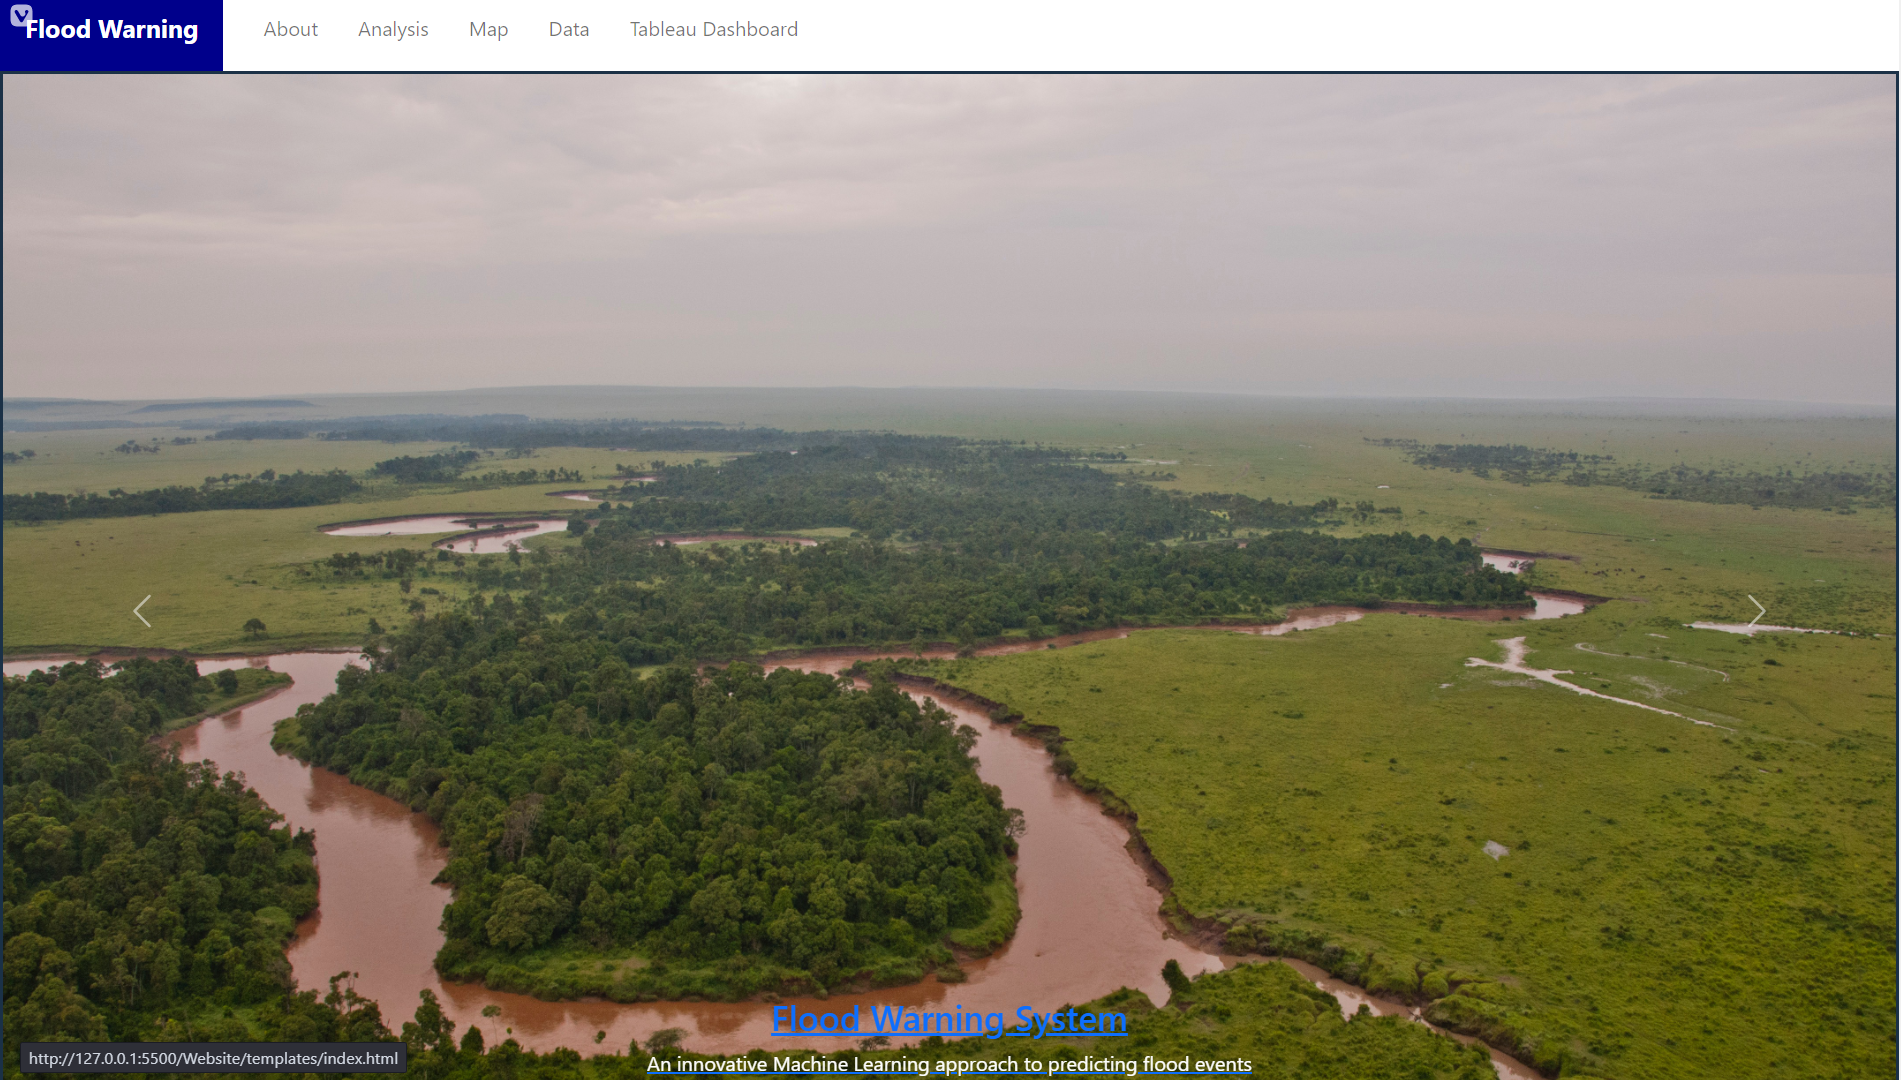 Flood Warning
About
Analysis
Map
Data
Tableau Dashboard
Flood Warning System
An innovative Machine Learning approach to predicting flood events
http://127.0.0.1:5500/Website/templates/index.html